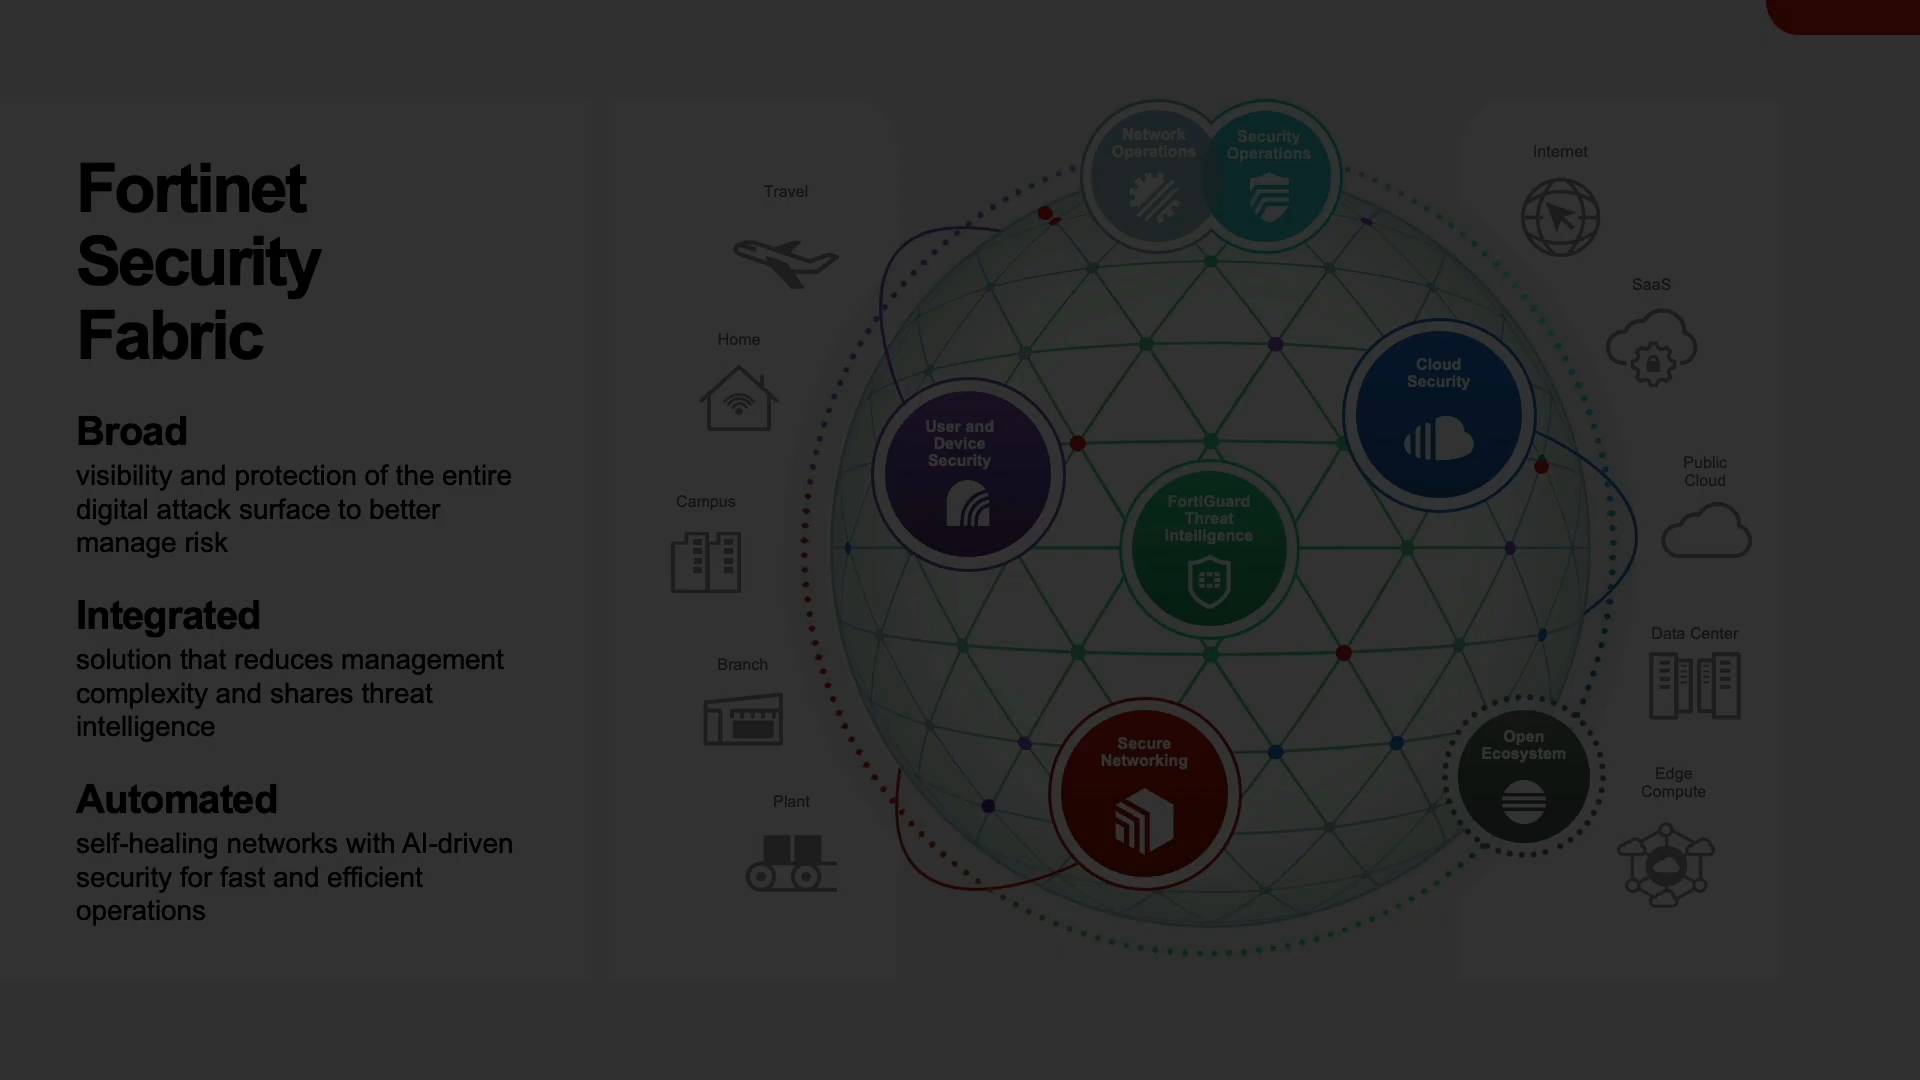 Fortinet
Security
Fabric
Broad
visibility and protection of the entire
digital attack surface to better
manage risk
Integrated
solution that reduces management
complexity and shares threat
intelligence
Automated
self-healing networks with AI-driven
security for fast and efficient
operations
Travel
Home
Campus
Branch
Plant
Network
Operations
Security
Operations
User and
Device
Security
FortiGuard
Threat
Intelligence
Cloud
Security
Secure
Networking
Open
Ecosystem
Internet
SaaS
Public
Cloud
Data Center
Edge
Compute